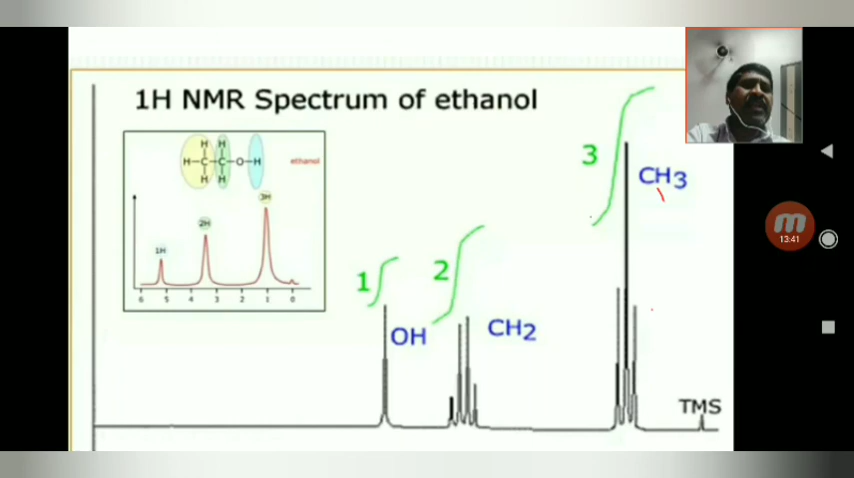 1H NMR Spectrum of ethanol
H H
H-C-C-O-H
H H
ethanol
3H
2H
1H
6 5 4 3 2 1 0
3
CH3
1
2
OH
CH2
TMS
13:41